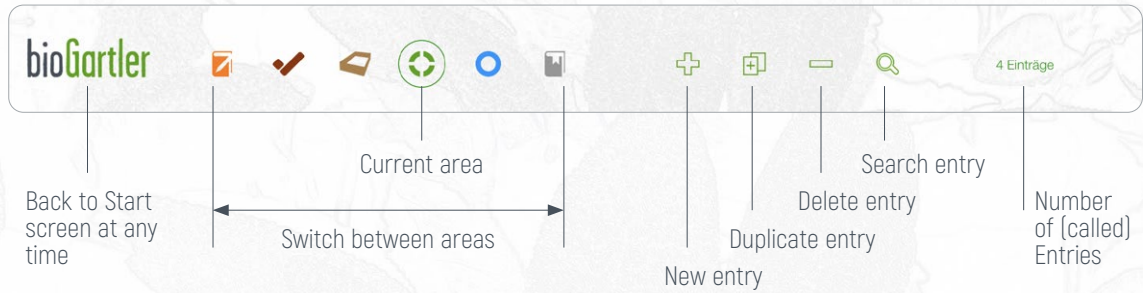 bioGartler
4 Einträge
Current area
Search entry
Back to Start
screen at any
time
Delete entry
Number
of (called)
Entries
Switch between areas
Duplicate entry
New entry